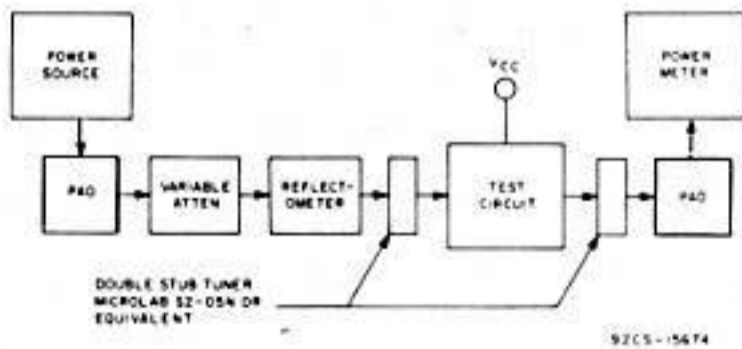 POWER
SOURCE
VCC
POWER
METER
PAD
VARIABLE
ATTEN
REFLECT-
OMETER
TEST
CIRCUIT
PAD
DOUBLE STUB TUNER
MICROLAB S2-05N OR
EQUIVALENT
92CS-15674